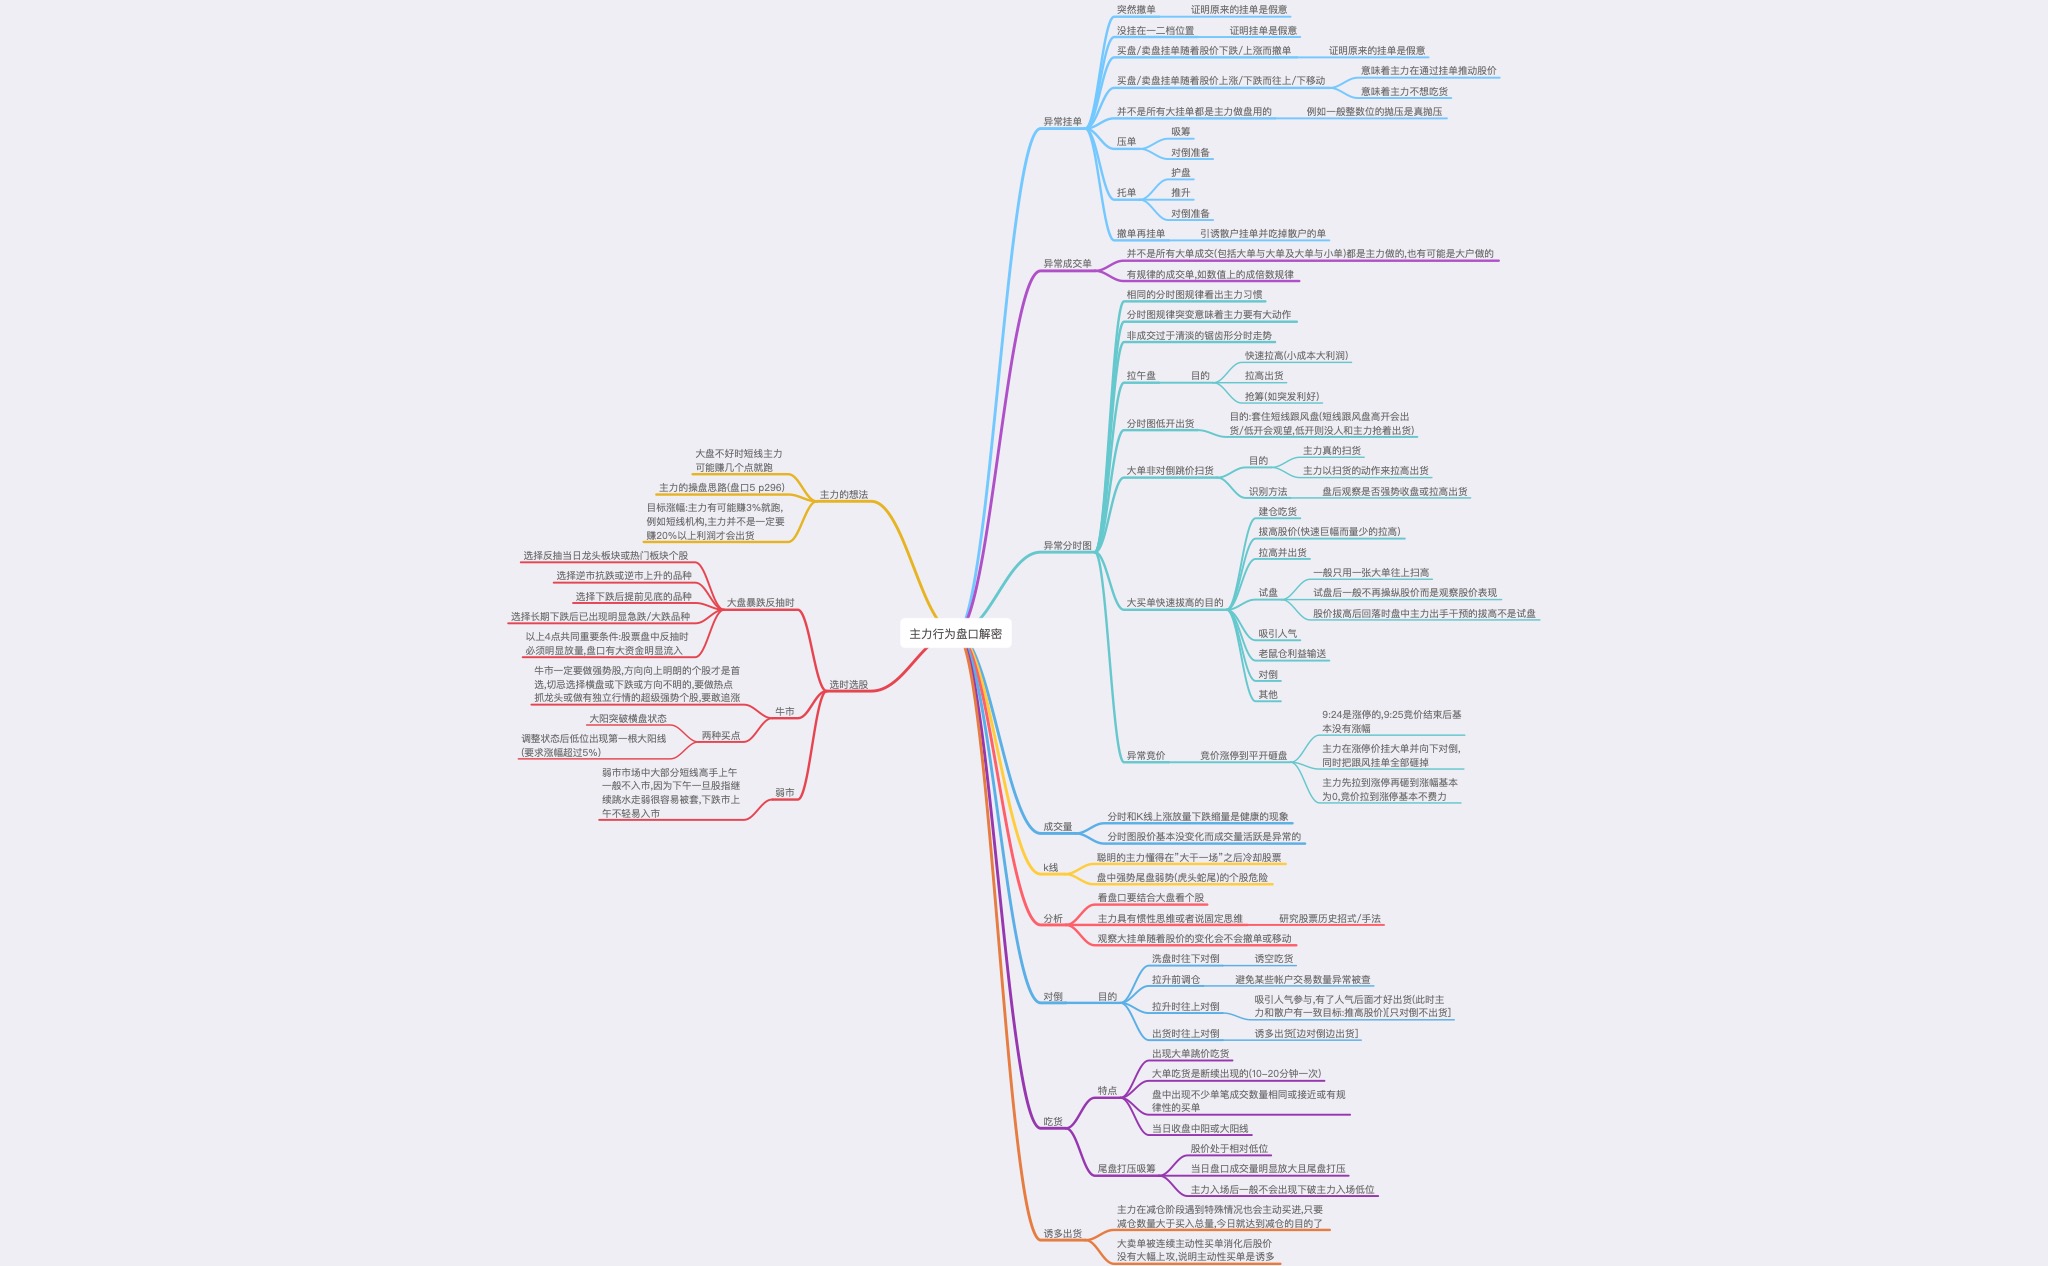 主力行为盘口解密
异常挂单
突然撤单
证明原来的挂单是假意
没挂在一二档位置
证明挂单是假意
买盘/卖盘挂单随着股价下跌/上涨而撤单
证明原来的挂单是假意
买盘/卖盘挂单随着股价上涨/下跌而往上/下移动
意味着主力在通过挂单推动股价
意味着主力不想吃货
并不是所有大挂单都是主力做盘用的
例如一般整数位的抛压是真抛压
压单
吸筹
对倒准备
托单
护盘
推升
对倒准备
撤单再挂单
引诱散户挂单并吃掉散户的单
异常成交单
并不是所有大单成交(包括大单与大单及大单与小单)都是主力做的,也有可能是大户做的
有规律的成交单,如数值上的成倍数规律
异常分时图
相同的分时图规律看出主力习惯
分时图规律突变意味着主力要有大动作
非成交过于清淡的锯齿形分时走势
拉午盘
目的
快速拉高(小成本大利润)
拉高出货
抢筹(如突发利好)
分时图低开出货
目的:套住短线跟风盘(短线跟风盘高开会出
货/低开会观望,低开则没人和主力抢着出货)
大单非对倒跳价扫货
目的
主力真的扫货
主力以扫货的动作来拉高出货
识别方法
盘后观察是否强势收盘或拉高出货
大买单快速拔高的目的
建仓吃货
拔高股价(快速巨幅而量少的拉高)
拉高并出货
试盘
一般只用一张大单往上扫高
试盘后一般不再操纵股价而是观察股价表现
股价拔高后回落时盘中主力出手干预的拔高不是试盘
吸引人气
老鼠仓利益输送
对倒
其他
异常竟价
竟价涨停到平开砸盘
9:24是涨停的,9:25竟价结束后基
本没有涨幅
主力在涨停价挂大单并向下对倒,
同时把跟风挂单全部砸掉
主力先拉到涨停再砸到涨幅基本
为0,竟价拉到涨停基本不费力
成交量
分时和K线上涨放量下跌缩量是健康的现象
分时图股价基本没变化而成交量活跃是异常的
k线
聪明的主力懂得在"大干一场"之后冷却股票
盘中强势尾盘弱势(虎头蛇尾)的个股危险
分析
看盘口要结合大盘看个股
主力具有惯性思维或者说固定思维
研究股票历史招式/手法
观察大挂单随着股价的变化会不会撤单或移动
对倒
目的
洗盘时往下对倒
诱空吃货
拉升前调仓
避免某些帐户交易数量异常被查
拉升时往上对倒
吸引人气参与,有了人气后面才好出货(此时主
力和散户有一致目标:推高股价)[只对倒不出货]
出货时往上对倒
诱多出货[边对倒边出货]
吃货
特点
出现大单跳价吃货
大单吃货是断续出现的(10-20分钟一次)
盘中出现不少单笔成交数量相同或接近或有规
律性的买单
当日收盘中阳或大阳线
尾盘打压吸筹
股价处于相对低位
当日盘口成交量明显放大且尾盘打压
主力入场后一般不会出现下破主力入场低位
诱多出货
主力在减仓阶段遇到特殊情况也会主动买进,只要
减仓数量大于买入总量,今日就达到减仓的目的了
大卖单被连续主动性买单消化后股价
没有大幅上攻,说明主动性买单是诱多
主力的想法
大盘不好时短线主力
可能赚几个点就跑
主力的操盘思路(盘口5 p296)
目标涨幅:主力有可能赚3%就跑,
例如短线机构,主力并不是一定要
赚20%以上利润才会出货
选时选股
大盘暴跌反抽时
选择反抽当日龙头板块或热门板块个股
选择逆市抗跌或逆市上升的品种
选择下跌后提前见底的品种
选择长期下跌后已出现明显急跌/大跌品种
以上4点共同重要条件:股票盘中反抽时
必须明显放量,盘口有大资金明显流入
牛市
牛市一定要做强势股,方向向上明朗的个股才是首
选,切忌选择横盘或下跌或方向不明的,要做热点
抓龙头或做有独立行情的超级强势个股,要敢追涨
两种买点
大阳突破横盘状态
调整状态后低位出现第一根大阳线
(要求涨幅超过5%)
弱市
弱市市场中大部分短线高手上午
一般不入市,因为下午一旦股指继
续跳水走弱很容易被套,下跌市上
午不轻易入市